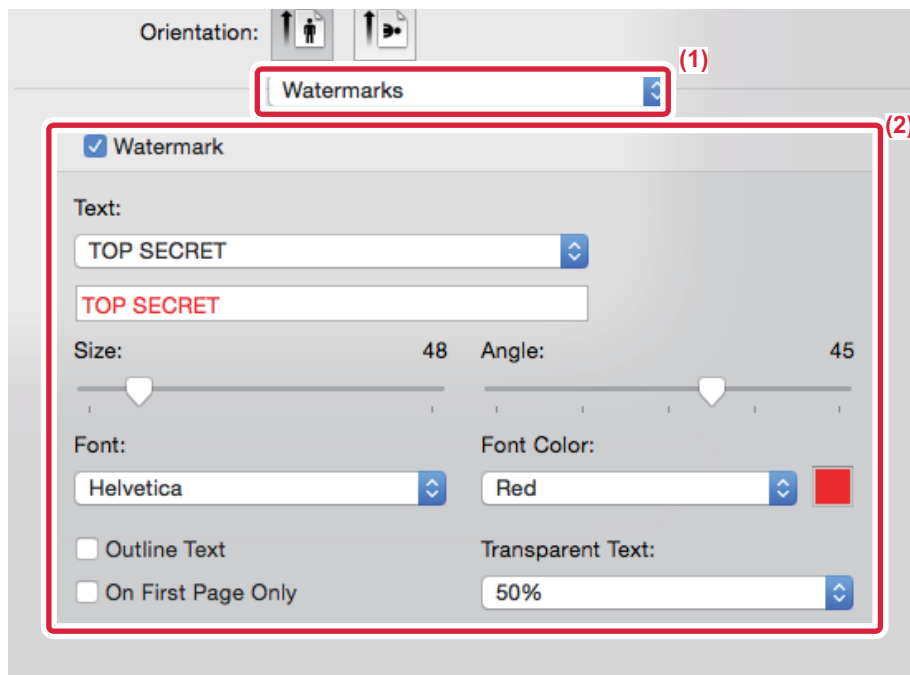 Orientation:
(1)
Watermarks
(2)
Watermark
Text:
TOP SECRET
TOP SECRET
Size: 48 Angle: 45
Font: Font Color:
Helvetica Red
Outline Text Transparent Text:
On First Page Only 50%